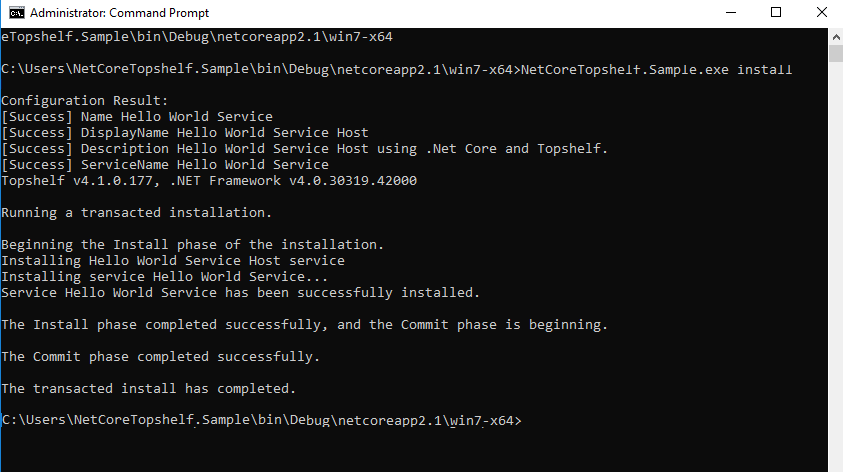 Administrator: Command Prompt
eTopshelf.Sample\bin\Debug\netcoreapp2.1\win7-x64
C:\Users\NetCoreTopshelf.Sample\bin\Debug\netcoreapp2.1\win7-x64>NetCoreTopshelf.Sample.exe install
Configuration Result:
[Success] Name Hello World Service
[Success] DisplayName Hello World Service Host
[Success] Description Hello World Service Host using .Net Core and Topshelf.
[Success] ServiceName Hello World Service
Topshelf v4.1.0.177, .NET Framework v4.0.30319.42000
Running a transacted installation.
Beginning the Install phase of the installation.
Installing Hello World Service Host service
Installing service Hello World Service...
Service Hello World Service has been successfully installed.
The Install phase completed successfully, and the Commit phase is beginning.
The Commit phase completed successfully.
The transacted install has completed.
C:\Users\NetCoreTopshelf.Sample\bin\Debug\netcoreapp2.1\win7-x64>